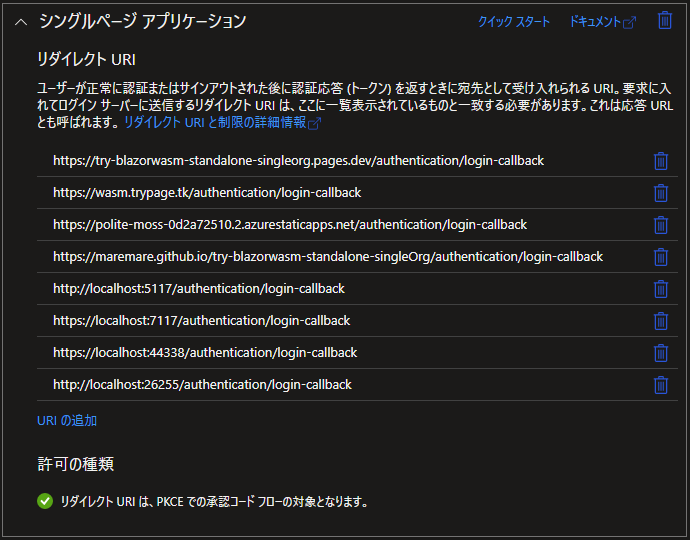 シングルページ アプリケーション
クイック スタート
ドキュメント
リダイレクト URI
ユーザーが正常に認証またはサインアウトされた後に認証応答 (トークン) を返すときに宛先として受け入れられる URI。要求に入
れてログイン サーバーに送信するリダイレクト URI は、ここに一覧表示されているものと一致する必要があります。これは応答 URL
とも呼ばれます。 リダイレクト URI と制限の詳細情報
https://try-blazorwasm-standalone-singleorg.pages.dev/authentication/login-callback
https://wasm.trypage.tk/authentication/login-callback
https://polite-moss-0d2a72510.2.azurestaticapps.net/authentication/login-callback
https://maremare.github.io/try-blazorwasm-standalone-singleOrg/authentication/login-callback
http://localhost:5117/authentication/login-callback
https://localhost:7117/authentication/login-callback
https://localhost:44338/authentication/login-callback
http://localhost:26255/authentication/login-callback
URI の追加
許可の種類
リダイレクト URI は、PKCE での承認コード フローの対象となります。